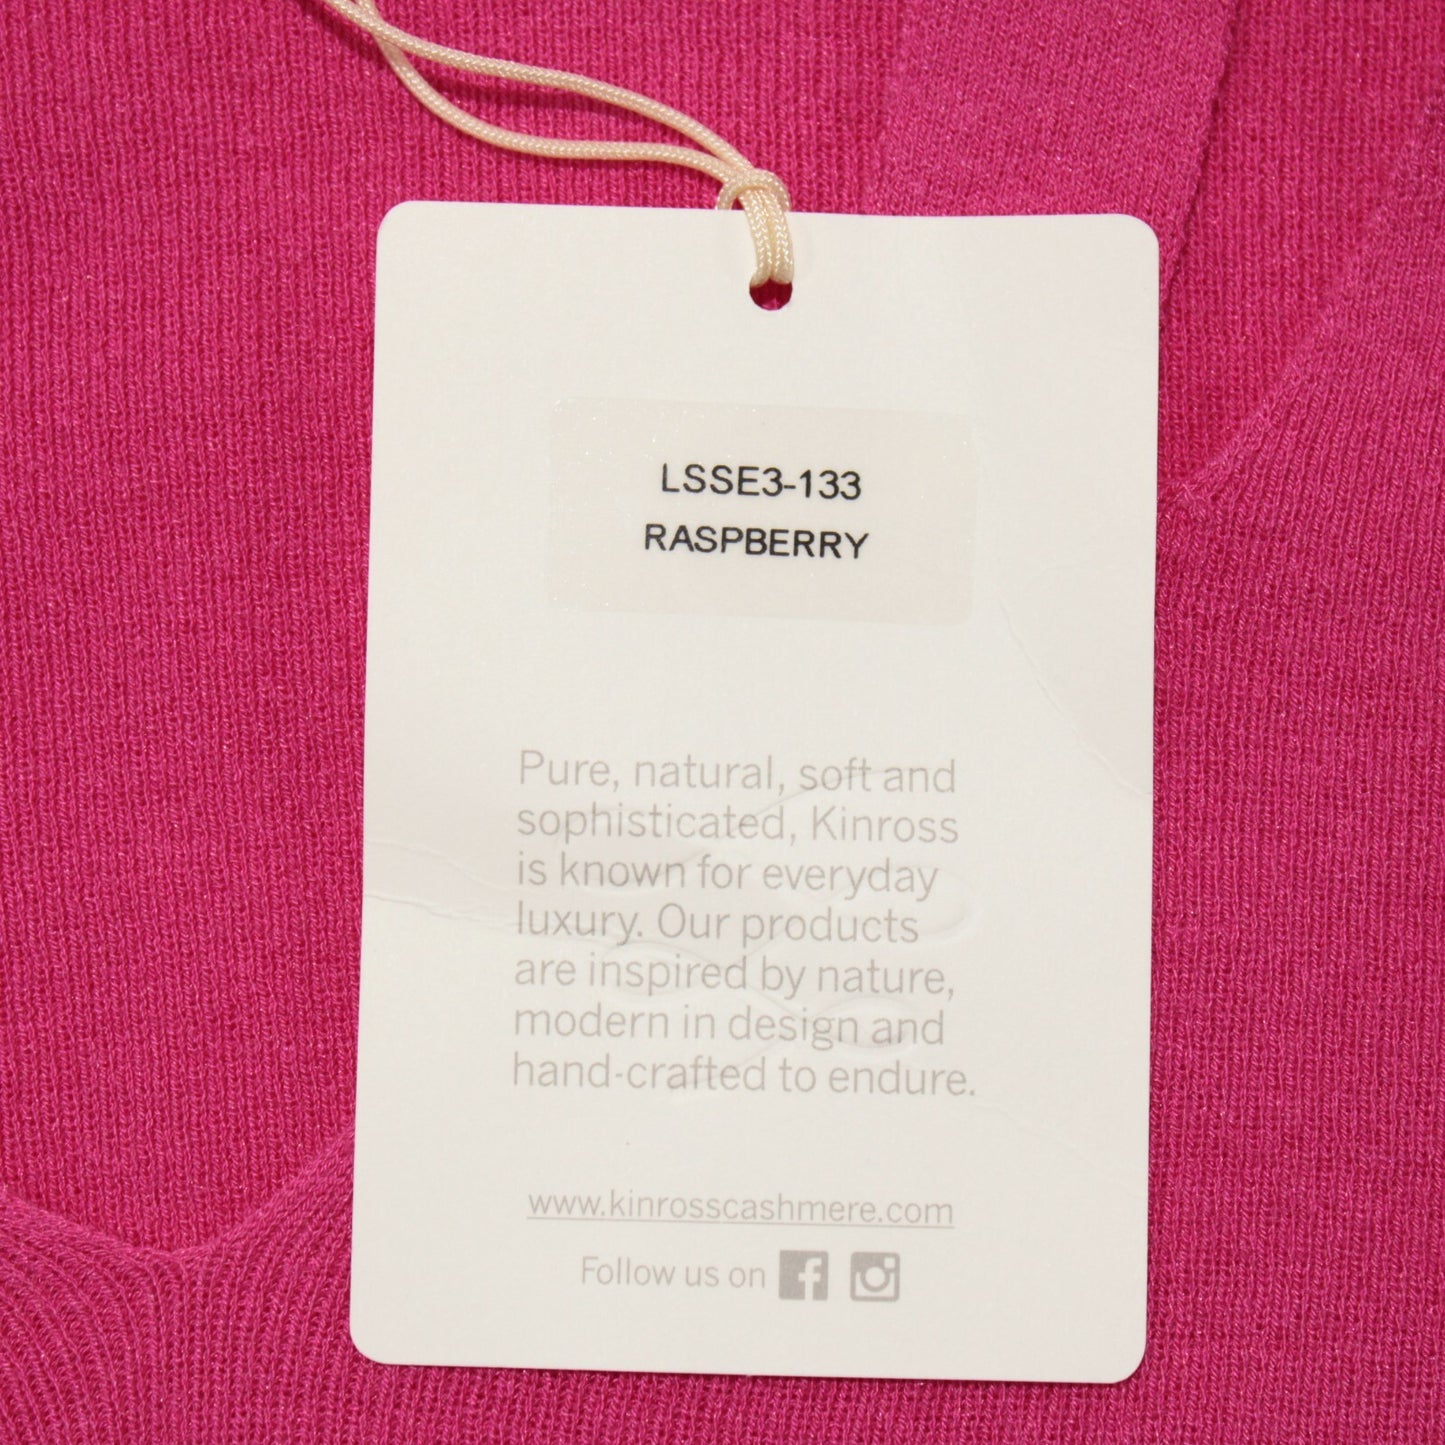 LSSE3-133
RASPBERRY
Pure, natural, soft and
sophisticated, Kinross
is known for everyday
luxury. Our products
are inspired by nature,
modern in design and
hand-crafted to endure.
www.kinrosscashmere.com
Follow us on